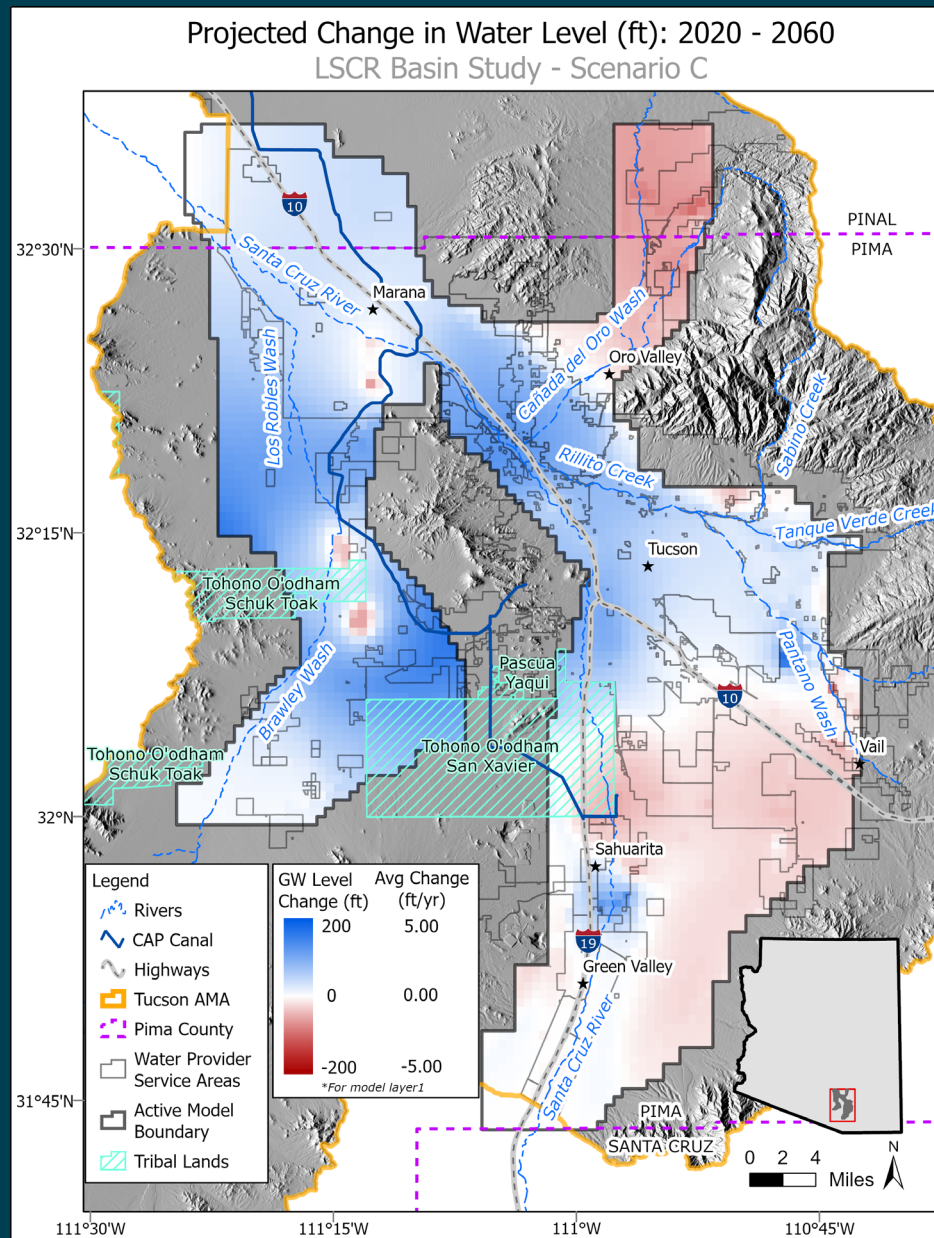 Projected Change in Water Level (ft): 2020 - 2060
LSCR Basin Study - Scenario C
10
PINAL
32°30'N
PIMA
Santa Cruz River
Marana
Los Robles Wash
Cañada del Oro Wash
Oro Valley
Sabino Creek
Rillito Creek
32°15'N
Tanque Verde Creek
Tucson
Tohono O'odham
Schuk Toak
Pantano Wash
Pascua
Yaqui
Brawley Wash
10
Tohono O'odham
San Xavier
Tohono O'odham
Schuk Toak
Vail
32°N
Sahuarita
19
Green Valley
Santa Cruz River
31°45'N
PIMA
SANTA CRUZ
Legend
Rivers
CAP Canal
Highways
Tucson AMA
Pima County
Water Provider
Service Areas
Active Model
Boundary
Tribal Lands
GW Level
Change (ft)
Avg Change
(ft/yr)
200 5.00
0 0.00
-200 -5.00
*For model layer1
N
0 2 4 Miles
111°30'W 111°15'W 111°W 110°45'W